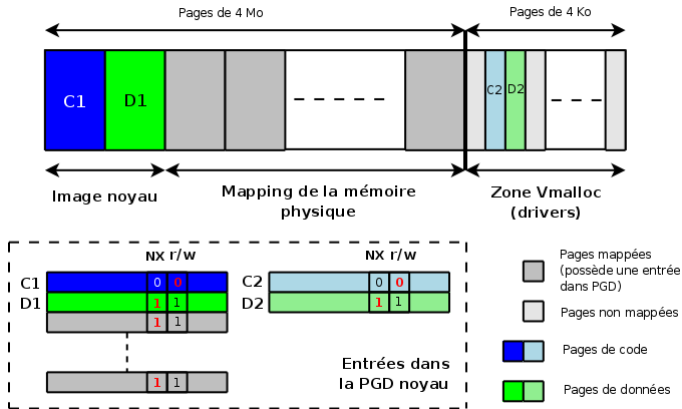 Pages de 4 Mo
Pages de 4 Ko
C1
D1
C2
D2
Image noyau
Mapping de la mémoire
physique
Zone Vmalloc
(drivers)
NX r/w
NX r/w
C1
0 0
C2
0 0
D1
1 1
D2
1 1
1 1
1 1
Entrées dans
la PGD noyau
Pages mappées
(possède une entrée
dans PGD)
Pages non mappées
Pages de code
Pages de données